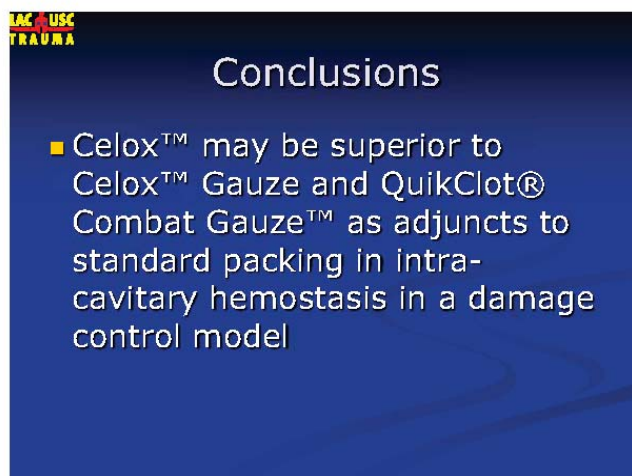 LAC USC
TRAUMA
Conclusions
Celox™ may be superior to
Celox™ Gauze and QuikClot®
Combat Gauze™ as adjuncts to
standard packing in intra-
cavitary hemostasis in a damage
control model